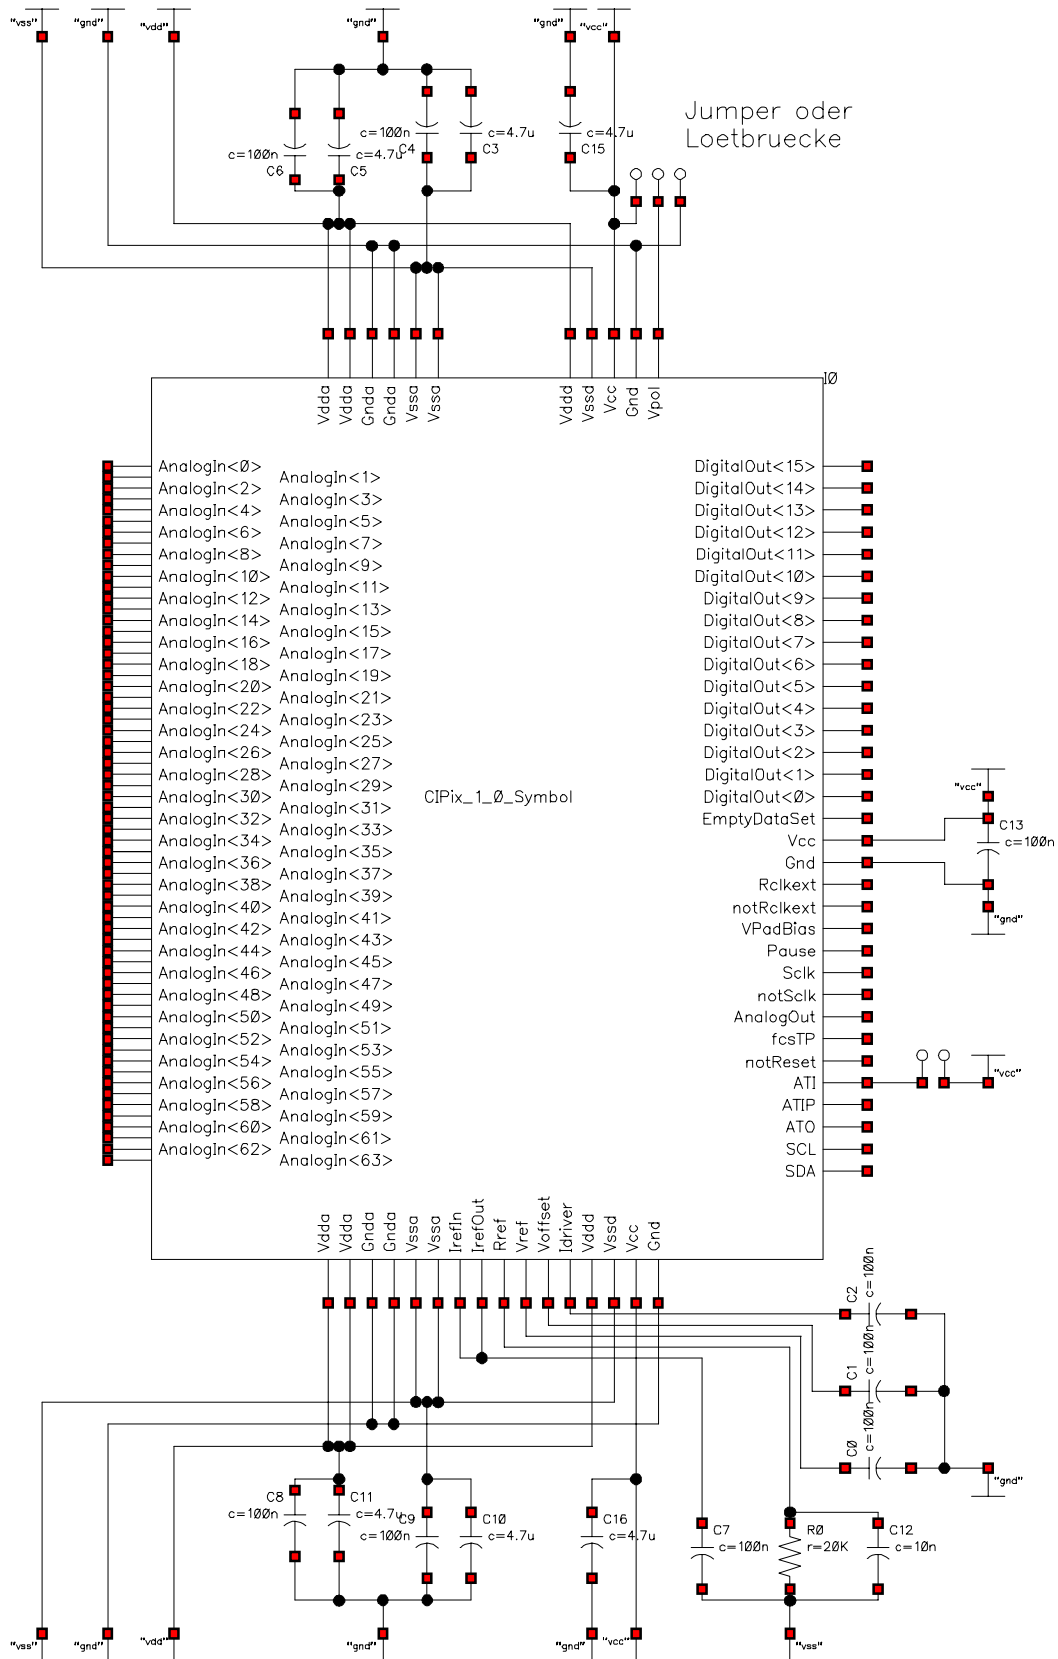 "vss" "gnd" "vdd" "gnd" "gnd" "vcc"
Jumper oder
Loetbruecke
c=100n C6
c=4.7u C5
c=100n C4
c=4.7u C3
c=4.7u C15
Vdda Vdda Gnda Gnda Vssa Vssa Vddd Vssd Vcc Gnd Vpol
I0
AnalogIn<0>
AnalogIn<1>
AnalogIn<2>
AnalogIn<3>
AnalogIn<4>
AnalogIn<5>
AnalogIn<6>
AnalogIn<7>
AnalogIn<8>
AnalogIn<9>
AnalogIn<10>
AnalogIn<11>
AnalogIn<12>
AnalogIn<13>
AnalogIn<14>
AnalogIn<15>
AnalogIn<16>
AnalogIn<17>
AnalogIn<18>
AnalogIn<19>
AnalogIn<20>
AnalogIn<21>
AnalogIn<22>
AnalogIn<23>
AnalogIn<24>
AnalogIn<25>
AnalogIn<26>
AnalogIn<27>
AnalogIn<28>
AnalogIn<29>
AnalogIn<30>
AnalogIn<31>
AnalogIn<32>
AnalogIn<33>
AnalogIn<34>
AnalogIn<35>
AnalogIn<36>
AnalogIn<37>
AnalogIn<38>
AnalogIn<39>
AnalogIn<40>
AnalogIn<41>
AnalogIn<42>
AnalogIn<43>
AnalogIn<44>
AnalogIn<45>
AnalogIn<46>
AnalogIn<47>
AnalogIn<48>
AnalogIn<49>
AnalogIn<50>
AnalogIn<51>
AnalogIn<52>
AnalogIn<53>
AnalogIn<54>
AnalogIn<55>
AnalogIn<56>
AnalogIn<57>
AnalogIn<58>
AnalogIn<59>
AnalogIn<60>
AnalogIn<61>
AnalogIn<62>
AnalogIn<63>
CIPix_1_0_Symbol
DigitalOut<15>
DigitalOut<14>
DigitalOut<13>
DigitalOut<12>
DigitalOut<11>
DigitalOut<10>
DigitalOut<9>
DigitalOut<8>
DigitalOut<7>
DigitalOut<6>
DigitalOut<5>
DigitalOut<4>
DigitalOut<3>
DigitalOut<2>
DigitalOut<1>
DigitalOut<0>
EmptyDataSet
Vcc
Gnd
Rclkext
notRclkext
VPadBias
Pause
Sclk
notSclk
AnalogOut
fcsTP
notReset
ATI
ATIP
ATO
SCL
SDA
"vcc"
C13
c=100n
"gnd"
"vcc"
Vdda Vdda Gnda Gnda Vssa Vssa IrefIn IrefOut Rref Vref Voffset Idriver Vddd Vssd Vcc Gnd
C2 c=100n
C1 c=100n
C0 c=100n
"gnd"
C8 c=100n
C11 c=4.7u
C9 c=100n
C10 c=4.7u
C16 c=4.7u
C7 c=100n
R0 r=20K
C12 c=10n
"vss" "gnd" "vdd" "gnd" "gnd" "vcc" "vss"